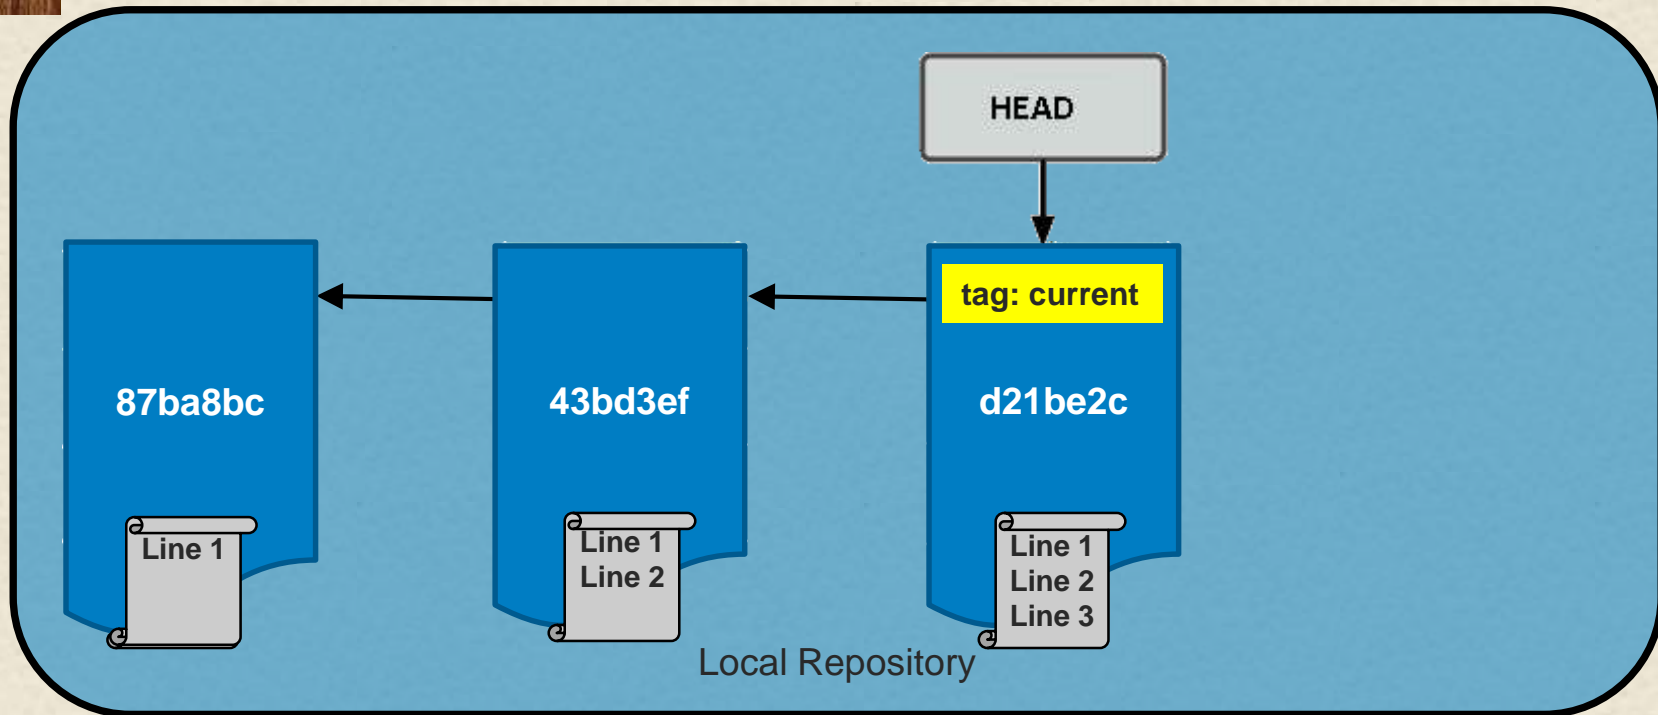 HEAD
tag: current
87ba8bc
43bd3ef
d21be2c
Line 1
Line 1
Line 2
Line 1
Line 2
Line 3
Local Repository